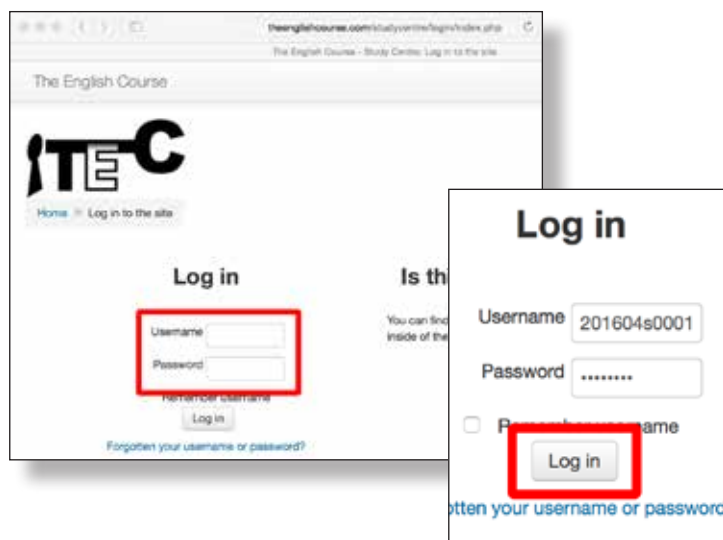 theenglishcourse.com/studycentre/login/index.php
The English Course - Study Centre: Log in to the site
The English Course
iTEC
Home Log in to the site
Log in
Username
Password
Remember username
Log in
Forgotten your username or password?
Is thi
You can find
inside of the
Log in
Username 201604s0001
Password ••••••••
Remember username
Log in
otten your username or password